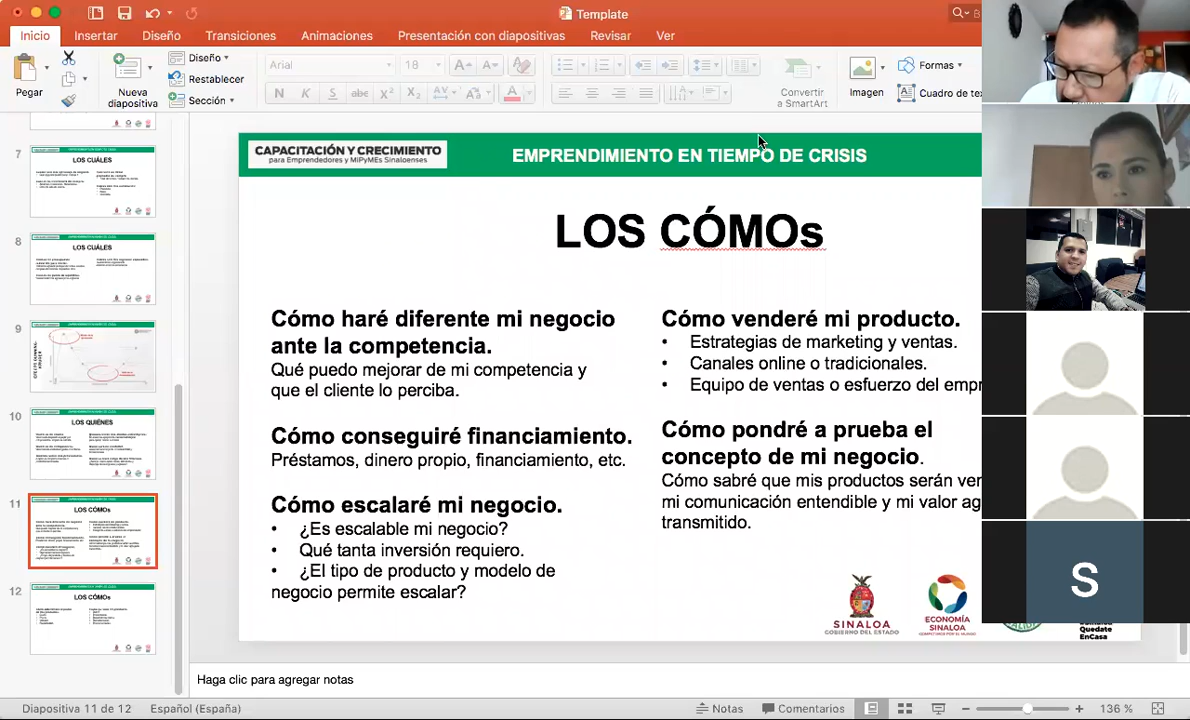 Template
Inicio
Insertar
Diseño
Transiciones
Animaciones
Presentación con diapositivas
Revisar
Ver
Pegar
Nueva
diapositiva
Diseño
Restablecer
Sección
Arial
18
Convertir
a SmartArt
Imagen
Formas
Cuadro de tex
7
LOS CUÁLES
8
LOS CUÁLES
9
10
LOS QUIÉNES
11
LOS CÓMOs
12
LOS CÓMOs
CAPACITACIÓN Y CRECIMIENTO
para Emprendedores y MIPyMEs Sinaloenses
EMPRENDIMIENTO EN TIEMPO DE CRISIS
LOS CÓMOs
Cómo haré diferente mi negocio
ante la competencia.
Qué puedo mejorar de mi competencia y
que el cliente lo perciba.
Cómo conseguiré financiamiento.
Préstamos, dinero propio, financiamiento, etc.
Cómo escalaré mi negocio.
• ¿Es escalable mi negocio?
• Qué tanta inversión requiero.
• ¿El tipo de producto y modelo de
negocio permite escalar?
Cómo venderé mi producto.
• Estrategias de marketing y ventas.
• Canales online o tradicionales.
• Equipo de ventas o esfuerzo del empr
Cómo pondré a prueba el
concepto de mi negocio.
Cómo sabré que mis productos serán ven
mi comunicación entendible y mi valor ag
transmitido.
SINALOA
GOBIERNO DEL ESTADO
ECONOMÍA
SINALOA
Quedate
EnCasa
S
Haga clic para agregar notas
Diapositiva 11 de 12
Español (España)
Notas
Comentarios
136 %